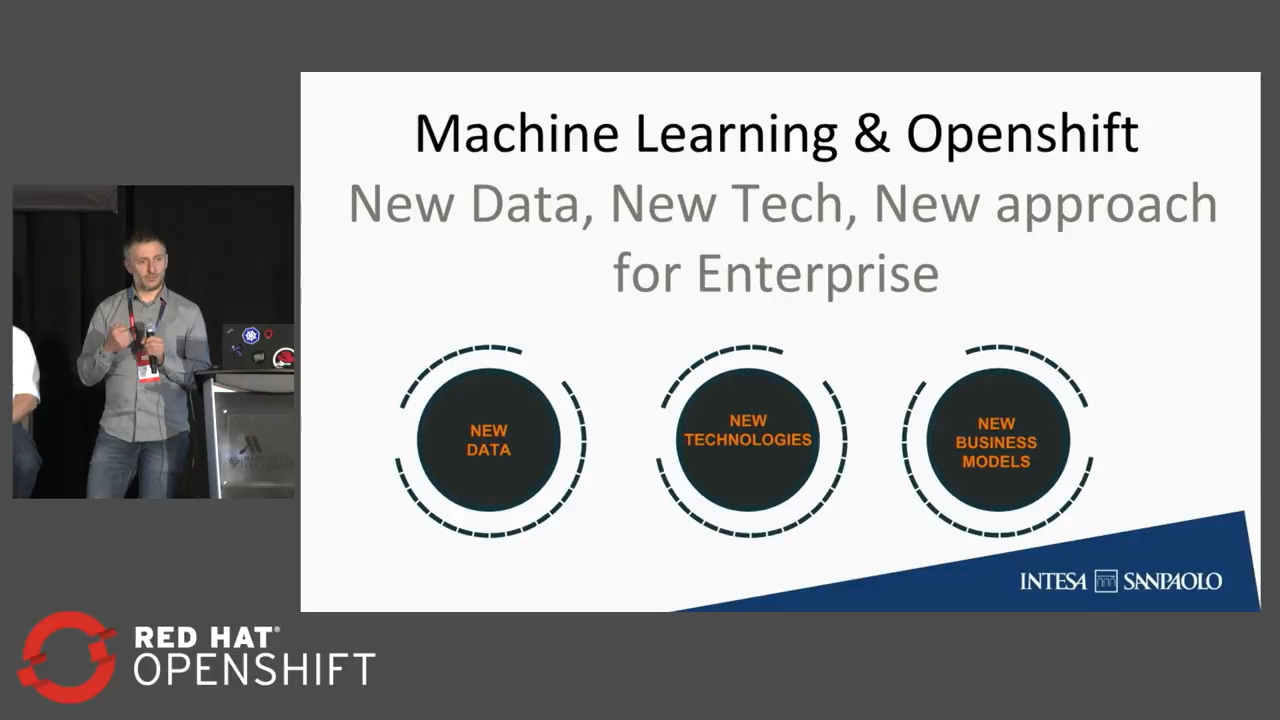 Machine Learning & Openshift
New Data, New Tech, New approach
for Enterprise
NEW
DATA
NEW
TECHNOLOGIES
NEW
BUSINESS
MODELS
INTESA SANPAOLO
RED HAT®
OPENSHIFT